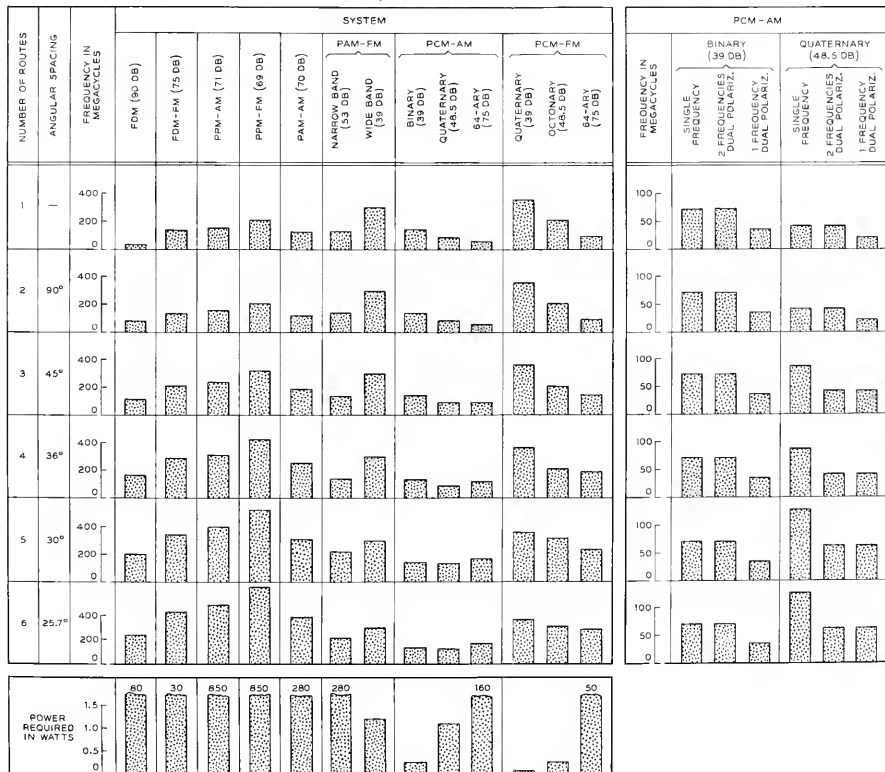 SYSTEM
NUMBER OF ROUTES
ANGULAR SPACING
FREQUENCY IN MEGACYCLES
FDM (90 DB)
FDM-FM (75 DB)
PPM-AM (71 DB)
PPM-FM (69 DB)
PAM-AM (70 DB)
PAM-FM
NARROW BAND (53 DB)
WIDE BAND (39 DB)
PCM-AM
BINARY (39 DB)
QUATERNARY (48.5 DB)
64-ARY (75 DB)
PCM-FM
QUATERNARY (39 DB)
OCTONARY (48.5 DB)
64-ARY (75 DB)
1
—
400
200
0
2
90°
400
200
0
3
45°
400
200
0
4
36°
400
200
0
5
30°
400
200
0
6
25.7°
400
200
0
POWER REQUIRED IN WATTS
1.5
1.0
0.5
0
80
30
850
850
280
280
160
50
PCM-AM
FREQUENCY IN MEGACYCLES
BINARY (39 DB)
SINGLE FREQUENCY
2 FREQUENCIES DUAL POLARIZ.
1 FREQUENCY, DUAL POLARIZ.
QUATERNARY (48.5 DB)
SINGLE FREQUENCY
2 FREQUENCIES DUAL POLARIZ.
1 FREQUENCY, DUAL POLARIZ.
100
50
0
100
50
0
100
50
0
100
50
0
100
50
0
100
50
0